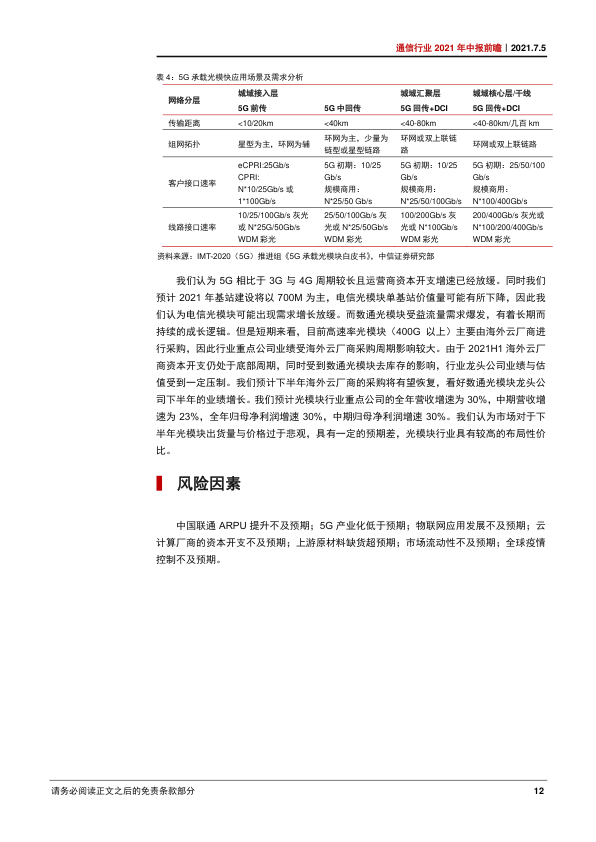 通信行业 2021 年中报前瞻｜2021.7.5
表 4：5G 承载光模块应用场景及需求分析
网络分层 城域接入层 城域汇聚层 城域核心层/干线
5G 前传 5G 中回传 5G 回传+DCI 5G 回传+DCI
传输距离 <10/20km <40km <40-80km <40-80km/几百 km
组网拓扑 星型为主，环网为辅 环网为主，少量为 环网或双上联链 环网或双上联链路
链型或星型链路 路
客户接口速率 eCPRI:25Gb/s 5G 初期：10/25 5G 初期：10/25 5G 初期：25/50/100
CPRI: Gb/s Gb/s Gb/s
N*10/25Gb/s 或 规模商用： 规模商用： 规模商用：
1*100Gb/s N*25/50 Gb/s N*25/50/100Gb/s N*100/400Gb/s
线路接口速率 10/25/100Gb/s 灰光 25/50/100Gb/s 灰 100/200Gb/s 灰 200/400Gb/s 灰光或
或 N*25G/50Gb/s 光或 N*25/50Gb/s 光或 N*100Gb/s N*100/200/400Gb/s
WDM 彩光 WDM 彩光 WDM 彩光 WDM 彩光
资料来源：IMT-2020（5G）推进组《5G 承载光模块白皮书》，中信证券研究部
我们认为 5G 相比于 3G 与 4G 周期较长且运营商资本开支增速已经放缓。同时我们
预计 2021 年基站建设将以 700M 为主，电信光模块单基站价值量可能有所下降，因此我
们认为电信光模块可能出现需求增长放缓。而数通光模块受益流量需求爆发，有着长期而
持续的成长逻辑。但是短期来看，目前高速率光模块（400G 以上）主要由海外云厂商进
行采购，因此行业重点公司业绩受海外云厂商采购周期影响较大。由于 2021H1 海外云厂
商资本开支仍处于底部周期，同时受到数通光模块去库存的影响，行业龙头公司业绩与估
值受到一定压制。我们预计下半年海外云厂商的采购将有望恢复，看好数通光模块龙头公
司下半年的业绩增长。我们预计光模块行业重点公司的全年营收增速为 30%，中期营收增
速为 23%，全年归母净利润增速 30%，中期归母净利润增速 30%。我们认为市场对于下
半年光模块出货量与价格过于悲观，具有一定的预期差，光模块行业具有较高的布局性价
比。
风险因素
中国联通 ARPU 提升不及预期；5G 产业化低于预期；物联网应用发展不及预期；云
计算厂商的资本开支不及预期；上游原材料缺货超预期；市场流动性不及预期；全球疫情
控制不及预期。
请务必阅读正文之后的免责条款部分 12